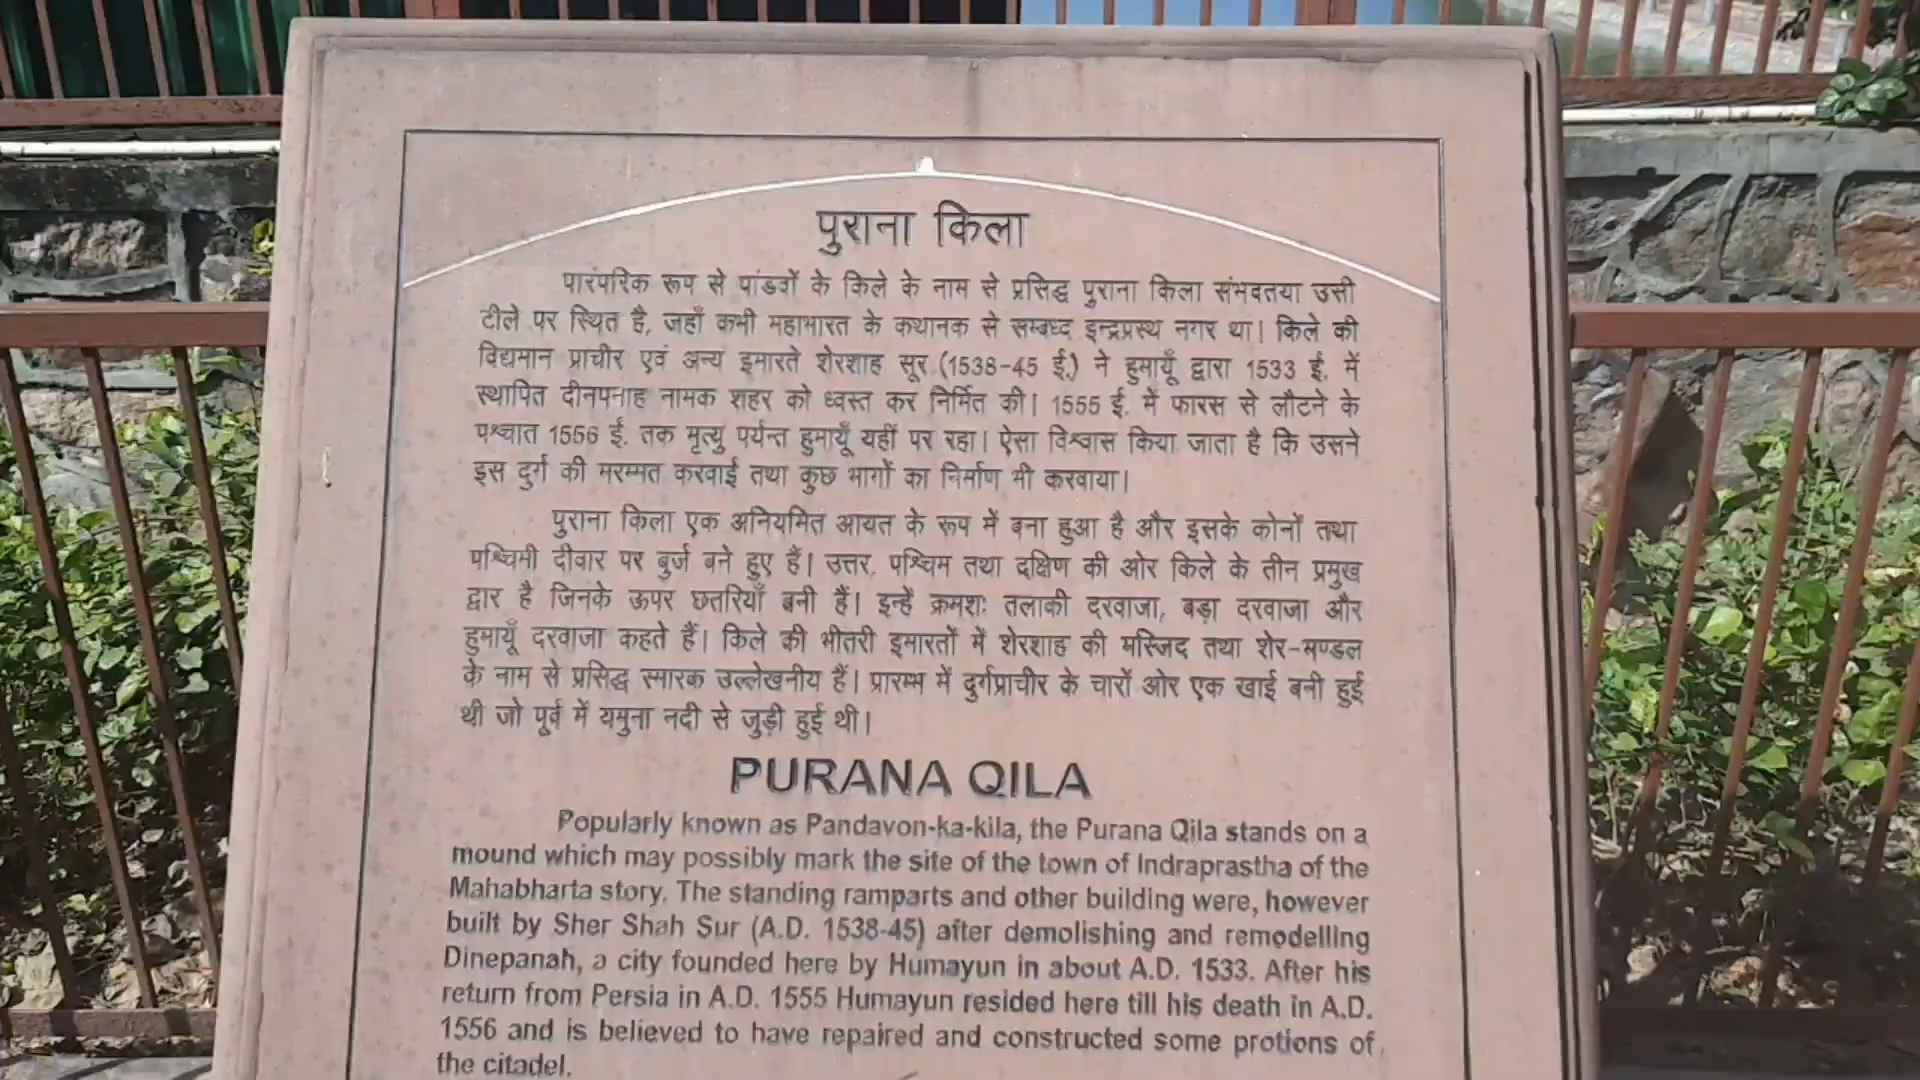 पुराना किला
पारंपरिक रूप से पांडवों के किले के नाम से प्रसिद्ध पुराना किला संभवतया उसी
टीले पर स्थित है, जहाँ कभी महाभारत के कथानक से सम्बध्द इन्द्रप्रस्थ नगर था। किले की
विद्यमान प्राचीर एवं अन्य इमारते शेरशाह सूर (1538-45 ई.) ने हुमायूँ द्वारा 1533 ई. में
स्थापित दीनपनाह नामक शहर को ध्वस्त कर निर्मित की। 1555 ई. में फारस से लौटने के
पश्चात 1556 ई. तक मृत्यु पर्यन्त हुमायूँ यहीं पर रहा। ऐसा विश्वास किया जाता है कि उसने
इस दुर्ग की मरम्मत करवाई तथा कुछ भागों का निर्माण भी करवाया।
पुराना किला एक अनियमित आयत के रूप में बना हुआ है और इसके कोनों तथा
पश्चिमी दीवार पर बुर्ज बने हुए हैं। उत्तर, पश्चिम तथा दक्षिण की ओर किले के तीन प्रमुख
द्वार है जिनके ऊपर छतरियाँ बनी हैं। इन्हें क्रमशः तलाकी दरवाजा, बड़ा दरवाजा और
हुमायूँ दरवाजा कहते हैं। किले की भीतरी इमारतों में शेरशाह की मस्जिद तथा शेर-मण्डल
के नाम से प्रसिद्ध स्मारक उल्लेखनीय हैं। प्रारम्भ में दुर्गप्राचीर के चारों ओर एक खाई बनी हुई
थी जो पूर्व में यमुना नदी से जुड़ी हुई थी।
PURANA QILA
Popularly known as Pandavon-ka-kila, the Purana Qila stands on a
mound which may possibly mark the site of the town of Indraprastha of the
Mahabharta story. The standing ramparts and other building were, however
built by Sher Shah Sur (A.D. 1538-45) after demolishing and remodelling
Dinepanah, a city founded here by Humayun in about A.D. 1533. After his
return from Persia in A.D. 1555 Humayun resided here till his death in A.D.
1556 and is believed to have repaired and constructed some protions of
the citadel.